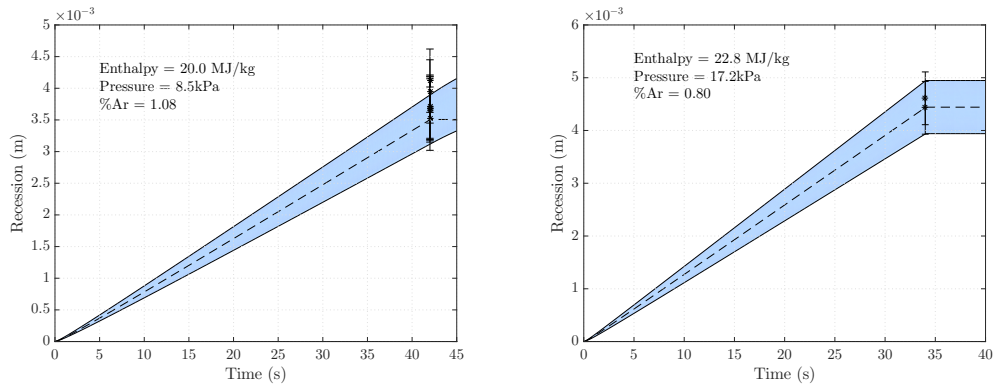 ×10⁻³
5
4.5
4
3.5
3
2.5
2
1.5
1
0.5
0
Recession (m)
Enthalpy = 20.0 MJ/kg
Pressure = 8.5kPa
%Ar = 1.08
0 5 10 15 20 25 30 35 40 45
Time (s)
×10⁻³
6
5
4
3
2
1
0
Recession (m)
Enthalpy = 22.8 MJ/kg
Pressure = 17.2kPa
%Ar = 0.80
0 5 10 15 20 25 30 35 40
Time (s)